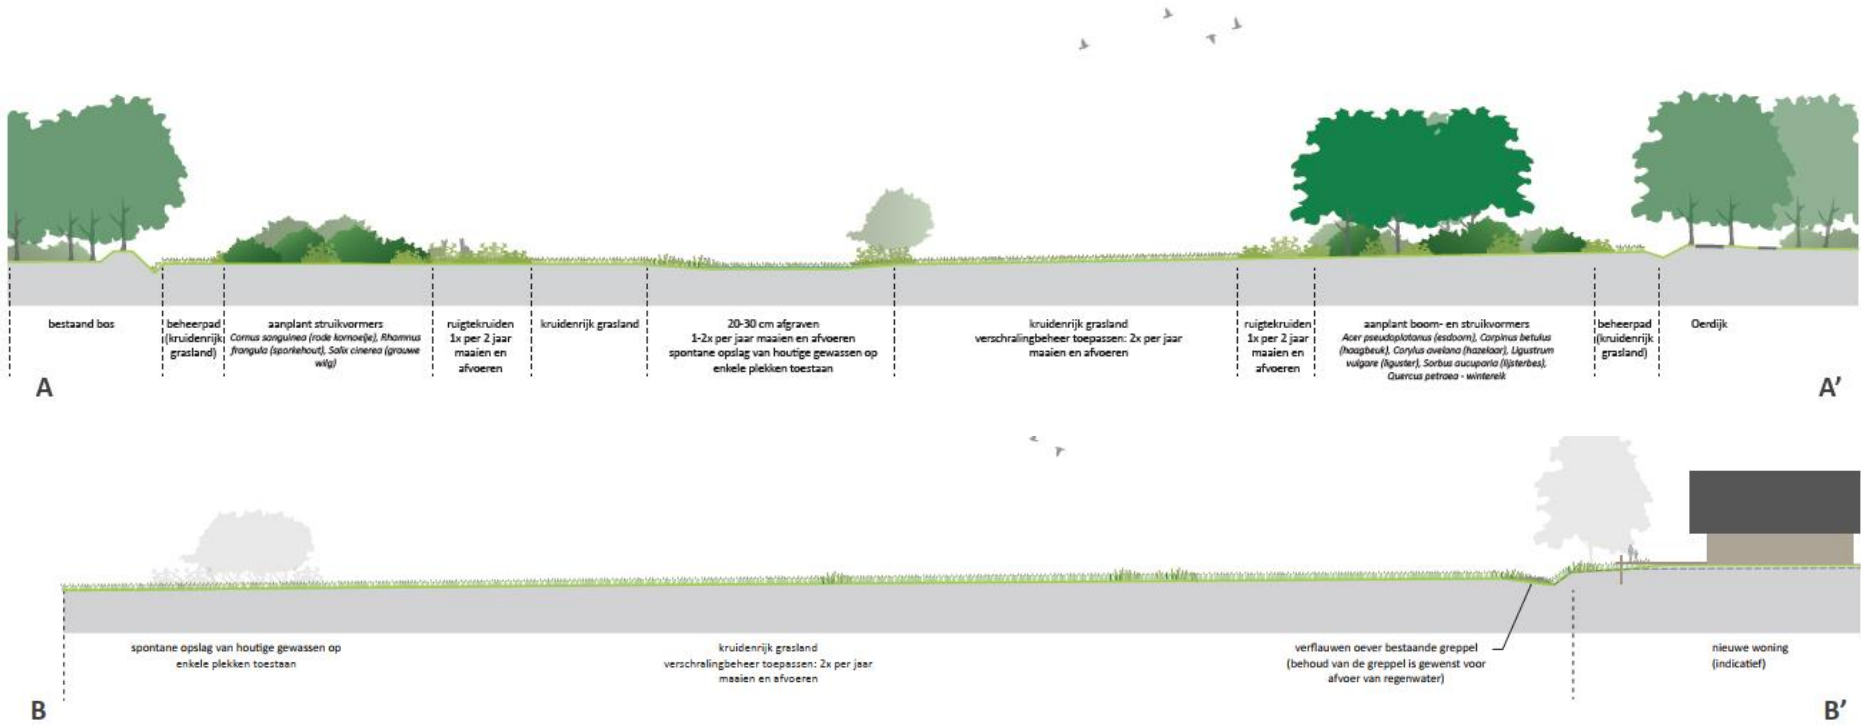 bestaand bos
beheerpad
(kruidenrijk
grasland)
aanplant struikvormers
Cornus sanguinea (rode kornoelje), Rhamnus
frangula (sporkehout), Salix cinerea (grauwe
wilg)
ruigtekruiden
1x per 2 jaar
maaien en
afvoeren
kruidenrijk grasland
20-30 cm afgraven
1-2x per jaar maaien en afvoeren
spontane opslag van houtige gewassen op
enkele plekken toestaan
kruidenrijk grasland
verschralingbeheer toepassen: 2x per jaar
maaien en afvoeren
ruigtekruiden
1x per 2 jaar
maaien en
afvoeren
aanplant boom- en struikvormers
Acer pseudoplatanus (esdoorn), Carpinus betulus
(haagbeuk), Corylus avelana (hazelaar), Ligustrum
vulgare (liguster), Sorbus aucuparia (lijsterbes),
Quercus petraea - wintereik
beheerpad
(kruidenrijk
grasland)
Oerdijk
A
A'
spontane opslag van houtige gewassen op
enkele plekken toestaan
kruidenrijk grasland
verschralingbeheer toepassen: 2x per jaar
maaien en afvoeren
verflauwen oever bestaande greppel
(behoud van de greppel is gewenst voor
afvoer van regenwater)
nieuwe woning
(indicatief)
B
B'